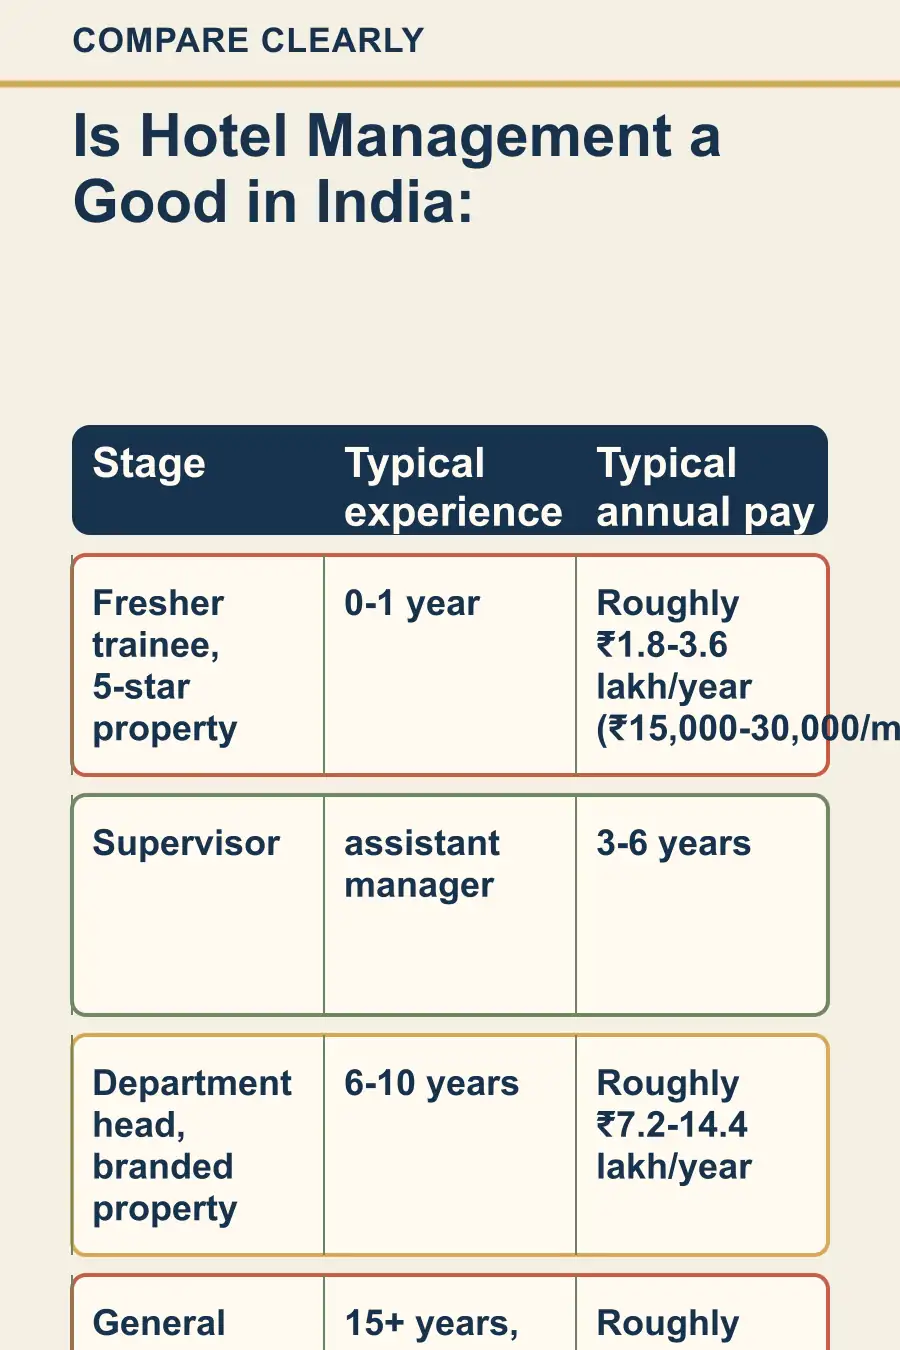 COMPARE CLEARLY
Is Hotel Management a
Good in India:
Stage
Typical
experience
Typical
annual pay
Fresher
trainee,
5-star
property
0-1 year
Roughly
₹1.8-3.6
lakh/year
(₹15,000-30,000/m
Supervisor
assistant
manager
3-6 years
Department
head,
branded
property
6-10 years
Roughly
₹7.2-14.4
lakh/year
General
15+ years,
Roughly